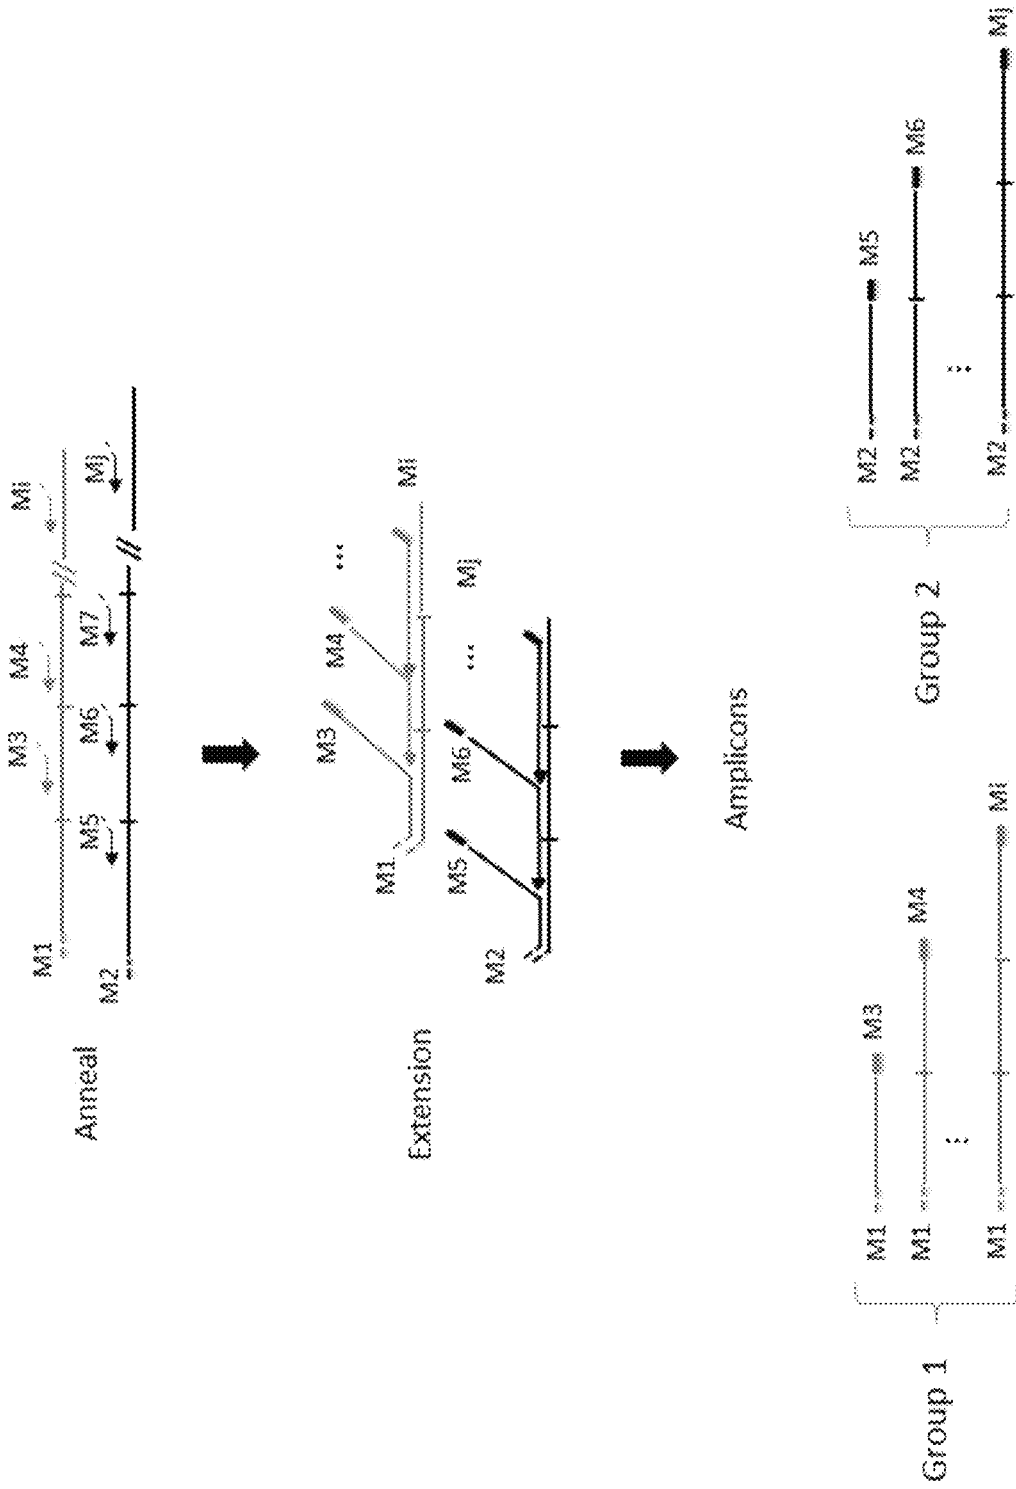 M3 M4 Mi
M1
Anneal
M5 M6 M7 Mj
M2
M3 M4 ...
M1 Mi
Extension
M5 M6 ... Mj
M2
Amplicons
M1 M3
M1 M4
Group 1
...
M1 Mi
M2 M5
M2 M6
Group 2
...
M2 Mj